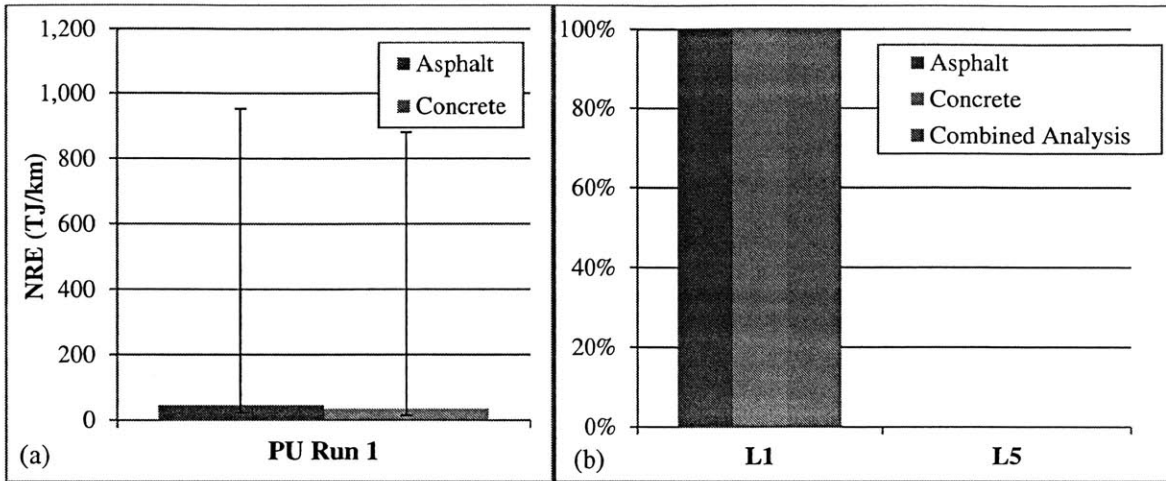 1,200
1,000
800
600
400
200
0
NRE (TJ/km)
Asphalt
Concrete
PU Run 1
(a)
100%
80%
60%
40%
20%
0%
Asphalt
Concrete
Combined Analysis
L1
L5
(b)